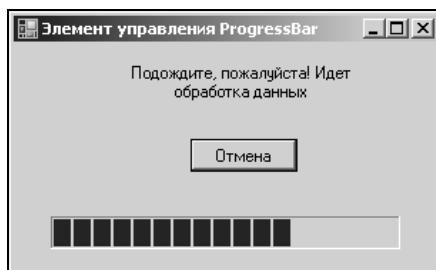 Элемент управления ProgressBar
Подождите, пожалуйста! Идет
обработка данных
Отмена